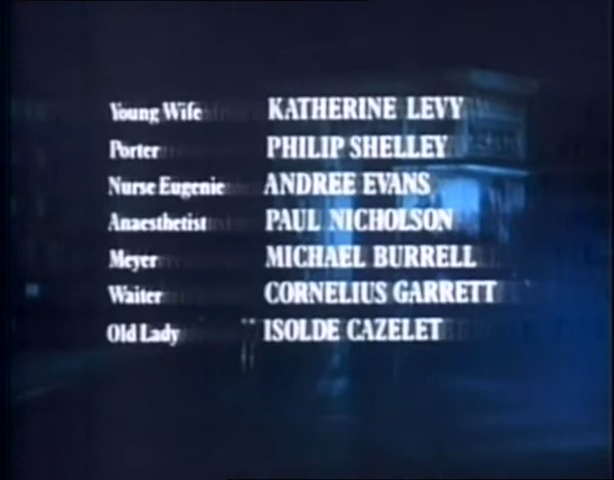 Young Wife KATHERINE LEVY
Porter PHILIP SHELLEY
Nurse Eugenie ANDREE EVANS
Anaesthetist PAUL NICHOLSON
Meyer MICHAEL BURRELL
Waiter CORNELIUS GARRETT
Old Lady ISOLDE CAZELET